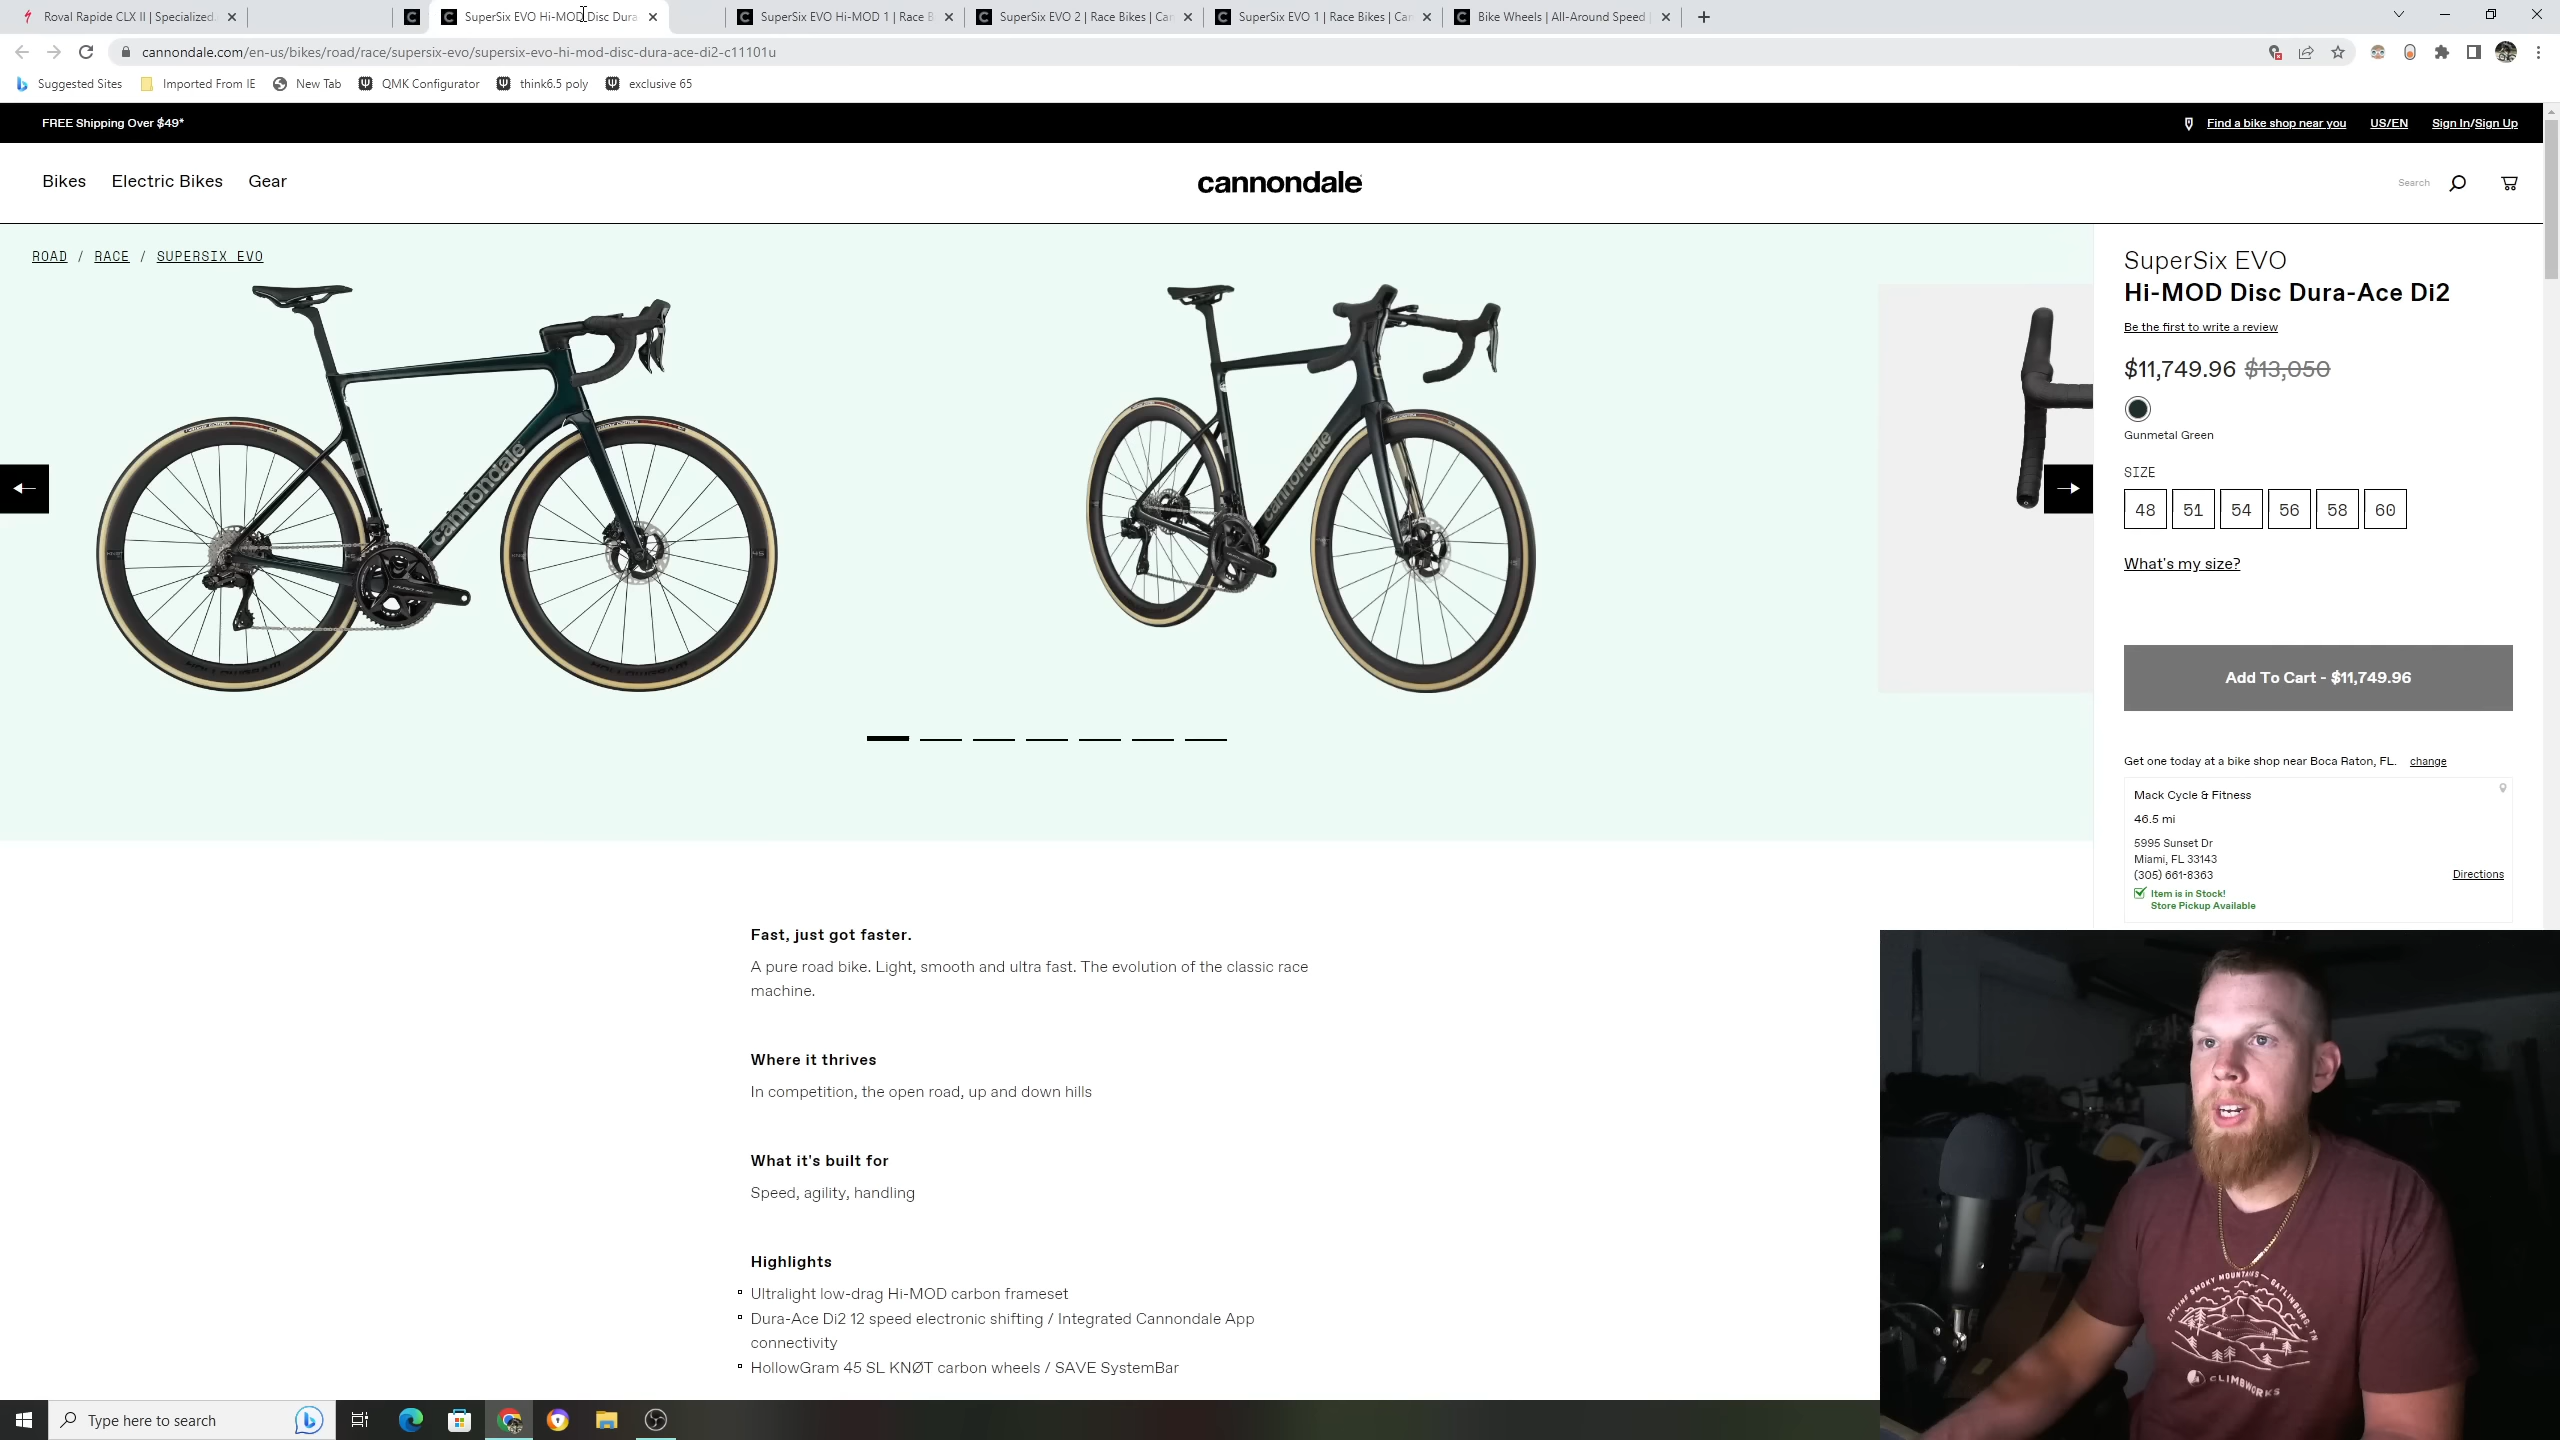 Roval Rapide CLX II | Specialized.
SuperSix EVO Hi-MOD Disc Dura
SuperSix EVO Hi-MOD 1 | Race B
SuperSix EVO 2 | Race Bikes | Can
SuperSix EVO 1 | Race Bikes | Can
Bike Wheels | All-Around Speed |
cannondale.com/en-us/bikes/road/race/supersix-evo/supersix-evo-hi-mod-disc-dura-ace-di2-c11101u
Suggested Sites
Imported From IE
New Tab
QMK Configurator
think6.5 poly
exclusive 65
FREE Shipping Over $49*
Find a bike shop near you
US/EN
Sign In/Sign Up
Bikes
Electric Bikes
Gear
cannondale
Search
ROAD / RACE / SUPERSIX EVO
cannondale
cannondale
SuperSix EVO
Hi-MOD Disc Dura-Ace Di2
Be the first to write a review
$11,749.96 $13,050
Gunmetal Green
SIZE
48 51 54 56 58 60
What's my size?
Add To Cart - $11,749.96
Get one today at a bike shop near Boca Raton, FL. change
Mack Cycle & Fitness
46.5 mi
5995 Sunset Dr
Miami, FL 33143
(305) 661-8363
Directions
Item is in Stock!
Store Pickup Available
Fast, just got faster.
A pure road bike. Light, smooth and ultra fast. The evolution of the classic race
machine.
Where it thrives
In competition, the open road, up and down hills
What it's built for
Speed, agility, handling
Highlights
Ultralight low-drag Hi-MOD carbon frameset
Dura-Ace Di2 12 speed electronic shifting / Integrated Cannondale App
connectivity
HollowGram 45 SL KNØT carbon wheels / SAVE SystemBar
ZIPLINE SMOKY MOUNTAINS — GATLINBURG, TN
CLIMBWORKS
Type here to search